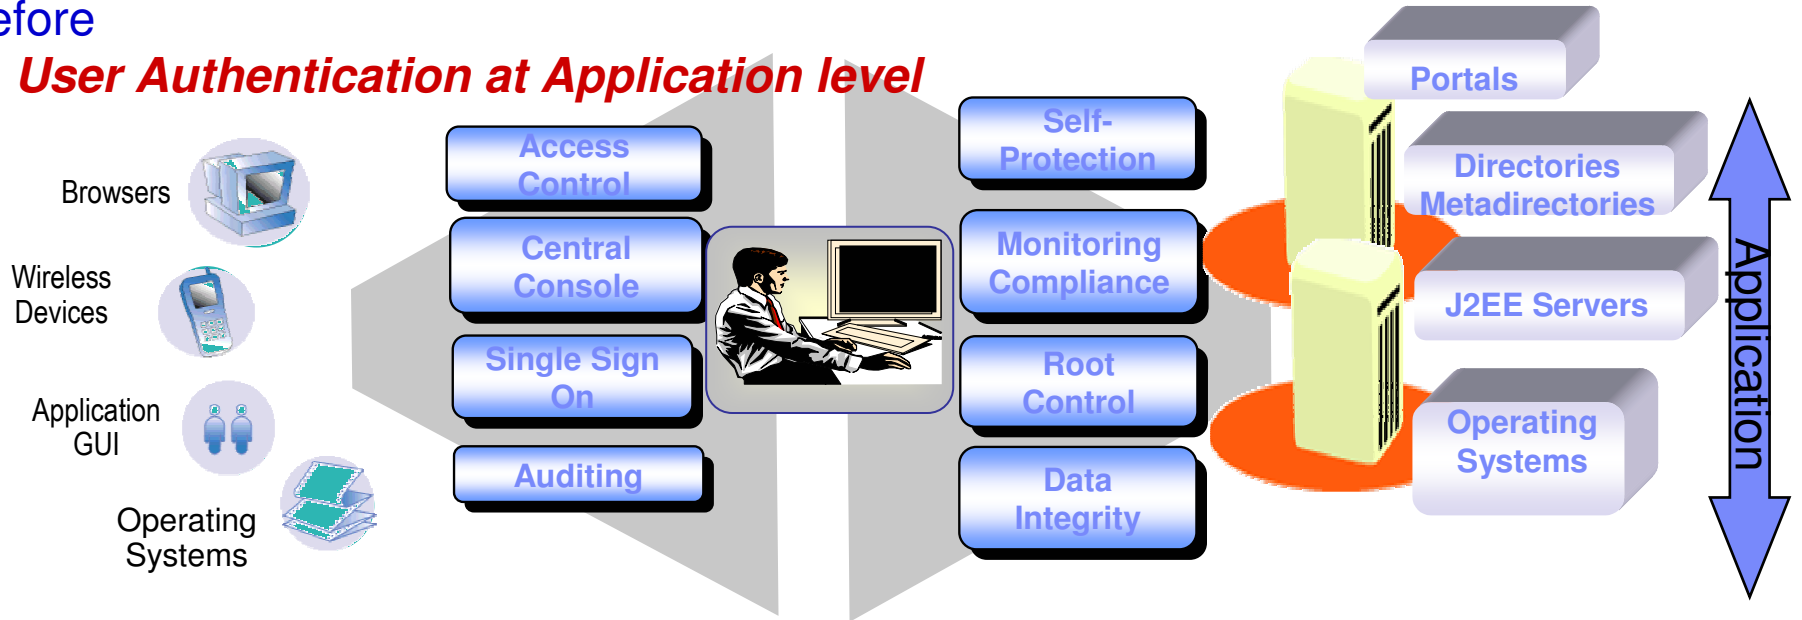 efore
User Authentication at Application level
Browsers
Wireless
Devices
Application
GUI
Operating
Systems
Access
Control
Central
Console
Single Sign
On
Auditing
Self-
Protection
Monitoring
Compliance
Root
Control
Data
Integrity
Portals
Directories
Metadirectories
J2EE Servers
Operating
Systems
Application